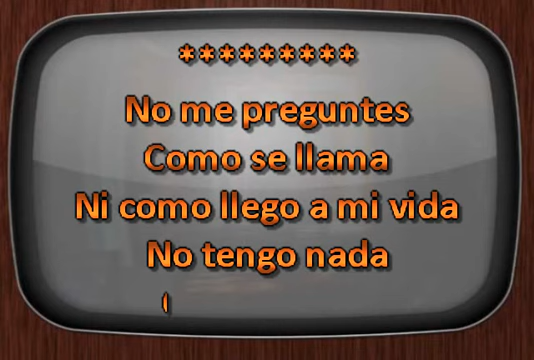 *********
No me preguntes
Como se llama
Ni como llego a mi vida
No tengo nada